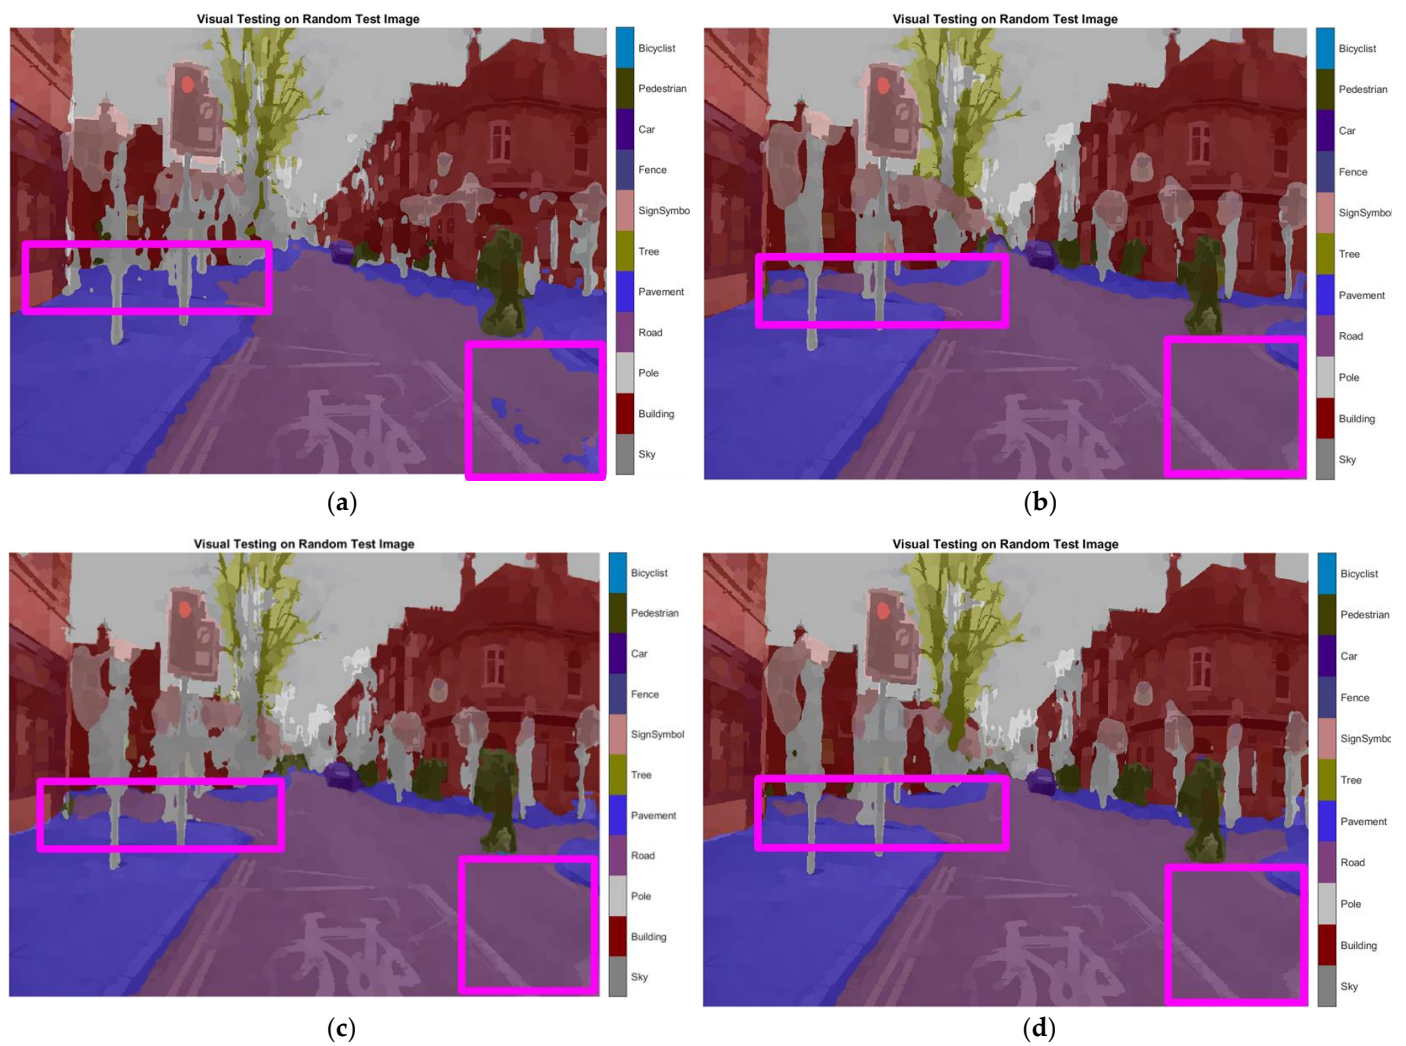 Visual Testing on Random Test Image
Bicyclist
Pedestrian
Car
Fence
SignSymbo
Tree
Pavement
Road
Pole
Building
Sky
(a)
Visual Testing on Random Test Image
Bicyclist
Pedestrian
Car
Fence
SignSymbol
Tree
Pavement
Road
Pole
Building
Sky
(b)
Visual Testing on Random Test Image
Bicyclist
Pedestrian
Car
Fence
SignSymbol
Tree
Pavement
Road
Pole
Building
Sky
(c)
Visual Testing on Random Test Image
Bicyclist
Pedestrian
Car
Fence
SignSymbc
Tree
Pavement
Road
Pole
Building
Sky
(d)